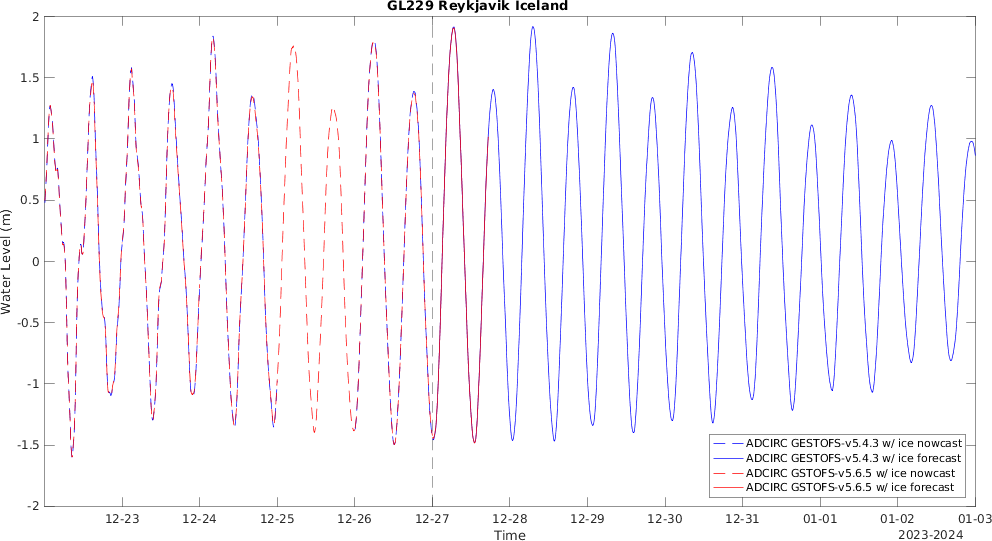 GL229 Reykjavik Iceland
2
1.5
1
0.5
0
-0.5
-1
-1.5
-2
Water Level (m)
12-23 12-24 12-25 12-26 12-27 12-28 12-29 12-30 12-31 01-01 01-02 01-03
Time
2023-2024
ADCIRC GESTOFS-v5.4.3 w/ ice nowcast
ADCIRC GESTOFS-v5.4.3 w/ ice forecast
ADCIRC GSTOFS-v5.6.5 w/ ice nowcast
ADCIRC GSTOFS-v5.6.5 w/ ice forecast